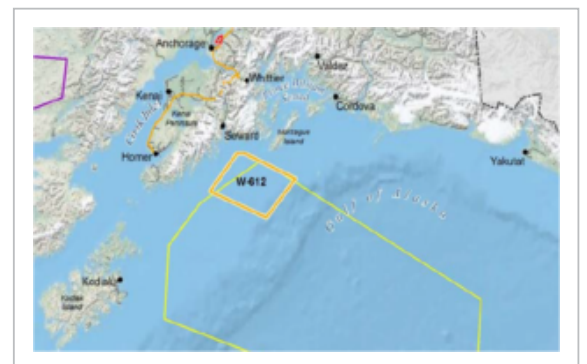 Anchorage
Whittier
Valdez
Kenai
Cordova
Kenai
Peninsula
Seward
Montague
Island
Homer
Yakutat
W-612
Gulf of Alaska
Kodiak
Kodiak
Island